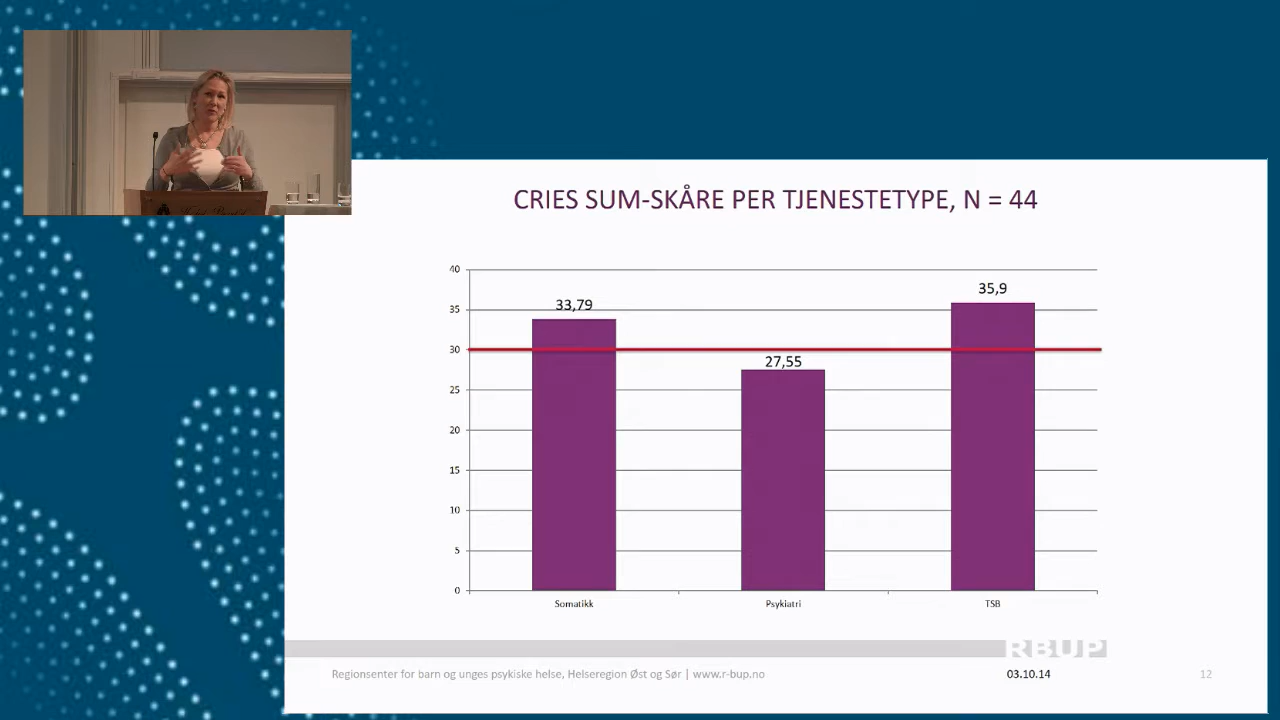 CRIES SUM-SKÅRE PER TJENESTETYPE, N = 44
40
35
30
25
20
15
10
5
0
33,79
27,55
35,9
Somatikk
Psykiatri
TSB
RBUP
Regionsenter for barn og unges psykiske helse, Helseregion Øst og Sør | www.r-bup.no
03.10.14
12